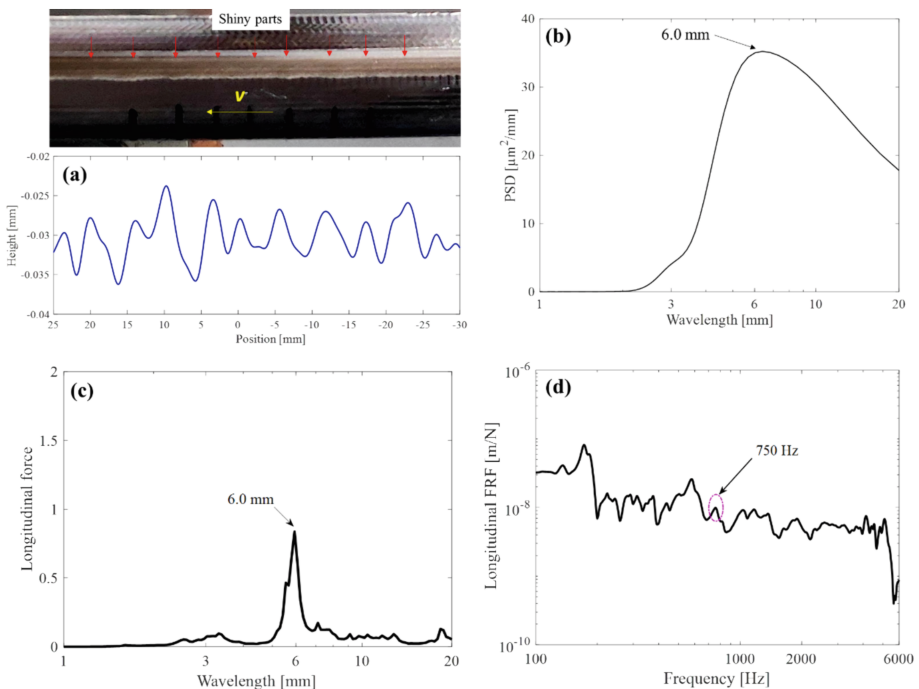 Shiny parts
V
(a)
-0.02
-0.025
-0.03
-0.035
-0.04
Height [mm]
25 20 15 10 5 0 -5 -10 -15 -20 -25 -30
Position [mm]
(b)
6.0 mm
40
30
20
10
0
PSD [µm²/mm]
1 3 6 10 20
Wavelength [mm]
(c)
6.0 mm
2
1.5
1
0.5
0
Longitudinal force
1 3 6 10 20
Wavelength [mm]
(d)
750 Hz
10⁻⁶
10⁻⁸
10⁻¹⁰
Longitudinal FRF [m/N]
100 1000 2000 6000
Frequency [Hz]